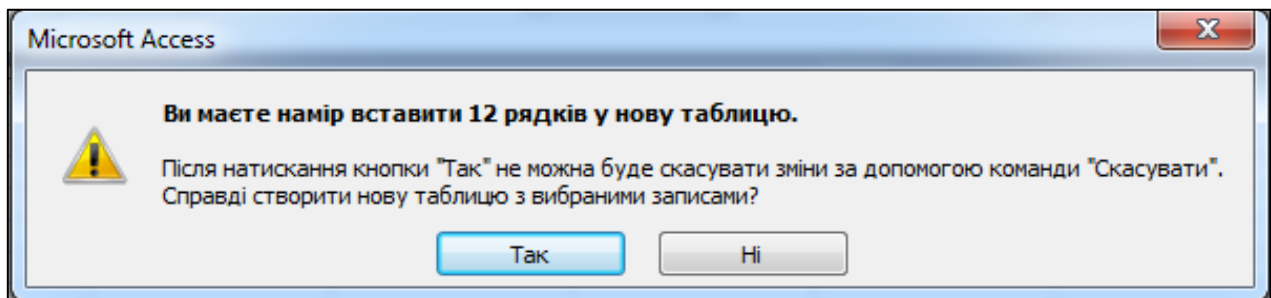 Microsoft Access
Ви маєте намір вставити 12 рядків у нову таблицю.
Після натискання кнопки "Так" не можна буде скасувати зміни за допомогою команди "Скасувати".
Справді створити нову таблицю з вибраними записами?
Так
Ні